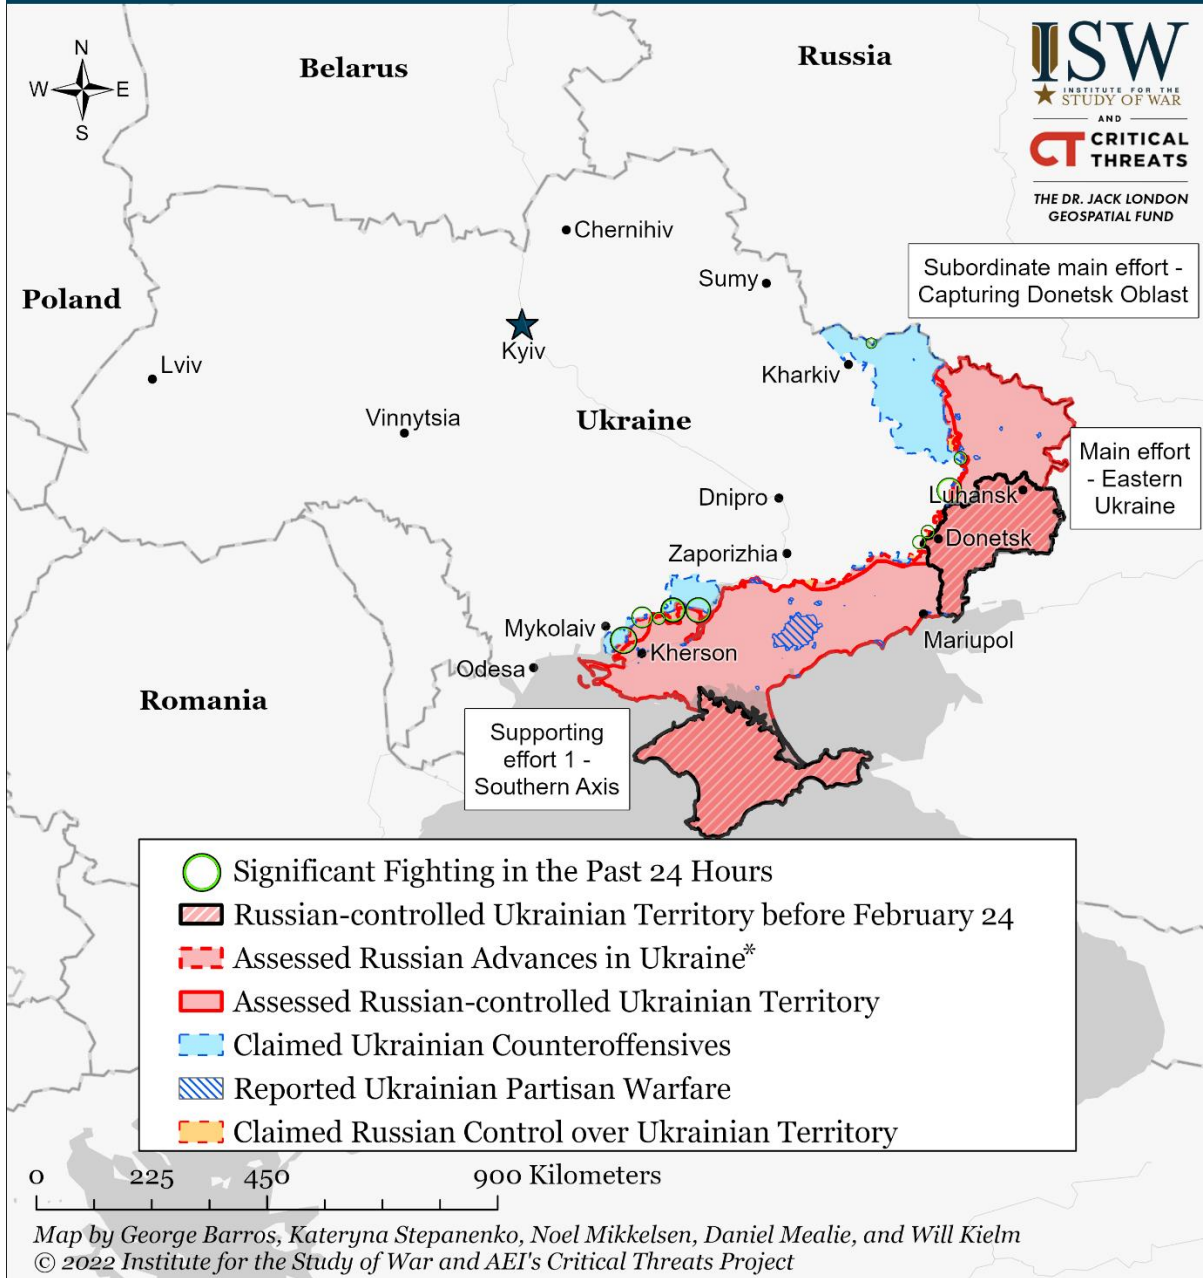 N
W
E
S
Belarus
Russia
ISW
INSTITUTE FOR THE
STUDY OF WAR
AND
CT CRITICAL
THREATS
THE DR. JACK LONDON
GEOSPATIAL FUND
Chernihiv
Sumy
Subordinate main effort -
Capturing Donetsk Oblast
Poland
Kyiv
Lviv
Kharkiv
Vinnytsia
Ukraine
Main effort
- Eastern
Ukraine
Dnipro
Luhansk
Donetsk
Zaporizhia
Mykolaiv
Kherson
Mariupol
Odesa
Romania
Supporting
effort 1 -
Southern Axis
Significant Fighting in the Past 24 Hours
Russian-controlled Ukrainian Territory before February 24
Assessed Russian Advances in Ukraine*
Assessed Russian-controlled Ukrainian Territory
Claimed Ukrainian Counteroffensives
Reported Ukrainian Partisan Warfare
Claimed Russian Control over Ukrainian Territory
0 225 450 900 Kilometers
Map by George Barros, Kateryna Stepanenko, Noel Mikkelsen, Daniel Mealie, and Will Kielm
© 2022 Institute for the Study of War and AEI's Critical Threats Project